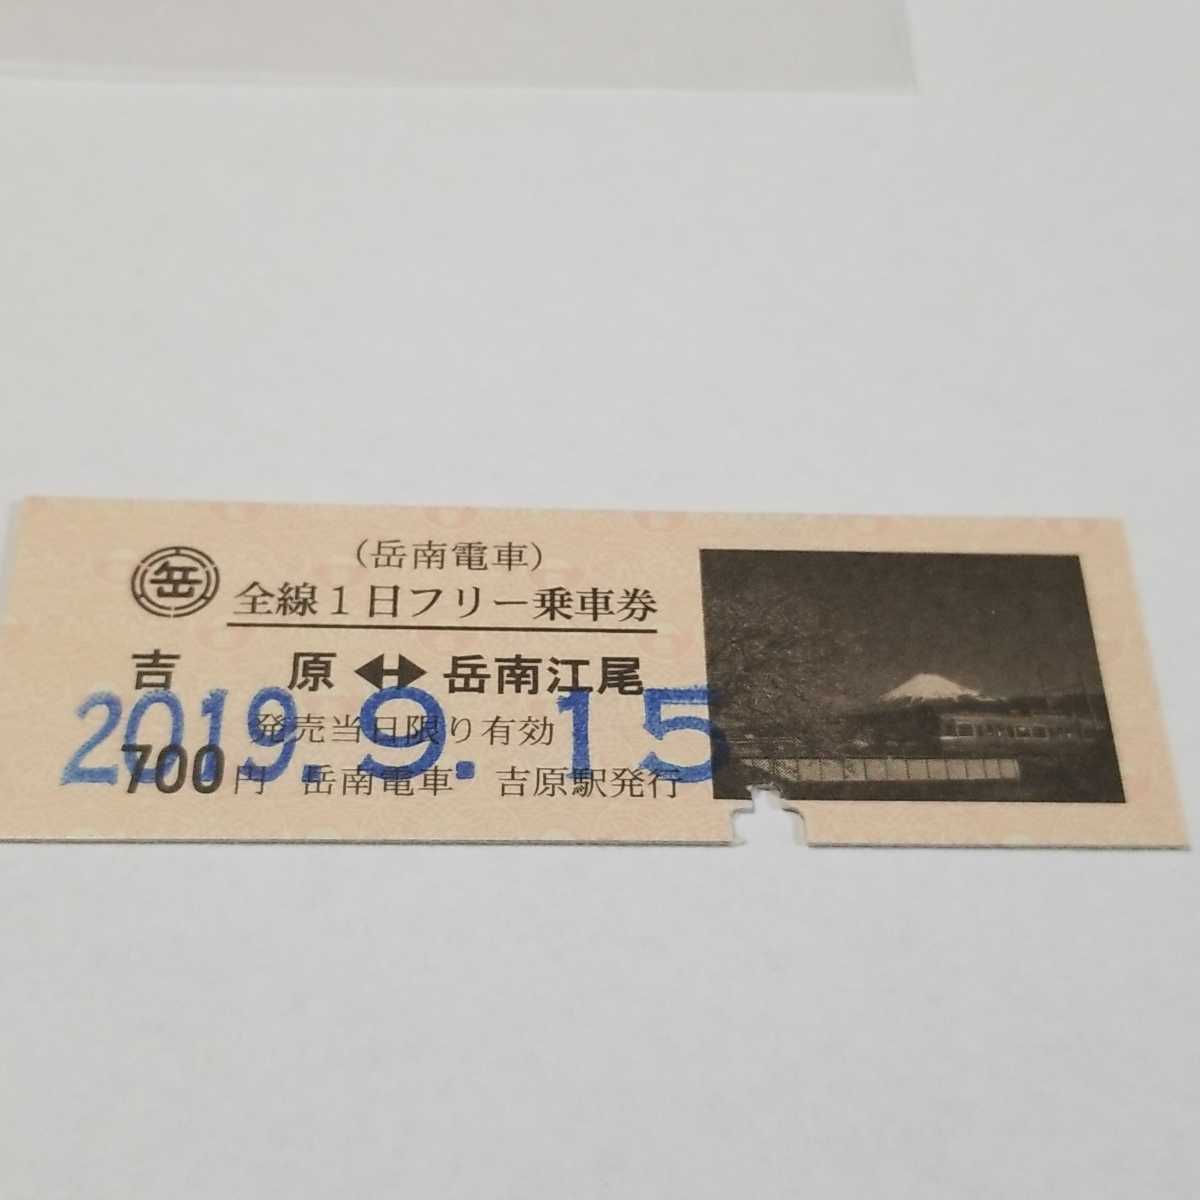 (岳南電車)
岳 全線1日フリー乗車券
吉 原 ↔ 岳南江尾
2019.9.15
発売当日限り有効
700円 岳南電車 吉原駅発行